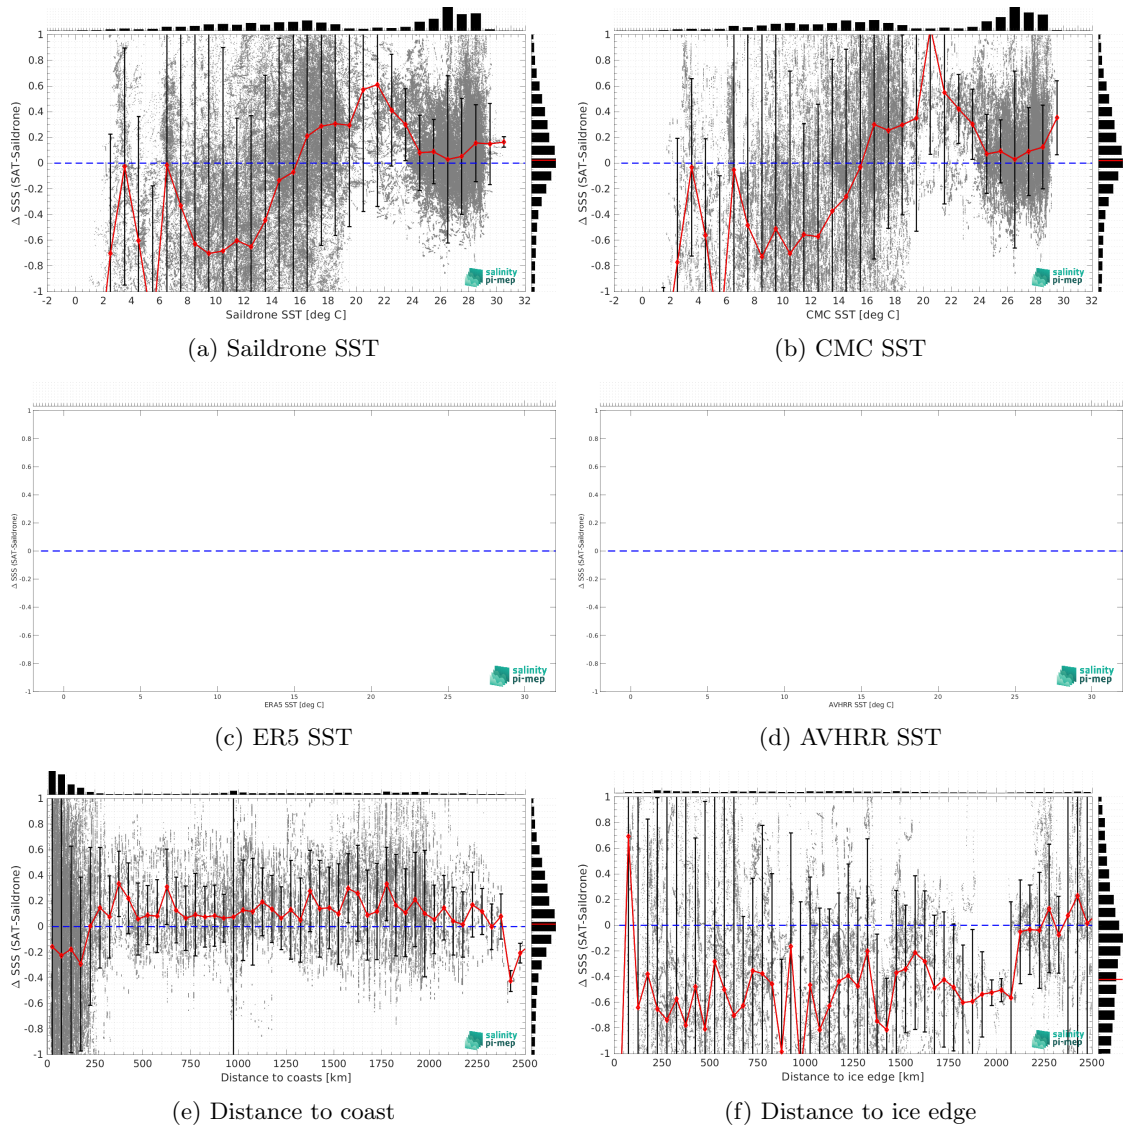 1
0.8
0.6
0.4
0.2
0
-0.2
-0.4
-0.6
-0.8
-1
Δ SSS (SAT-Saildrone)
-2 0 2 4 6 8 10 12 14 16 18 20 22 24 26 28 30 32
Saildrone SST [deg C]
salinity
pi-mep
(a) Saildrone SST
1
0.8
0.6
0.4
0.2
0
-0.2
-0.4
-0.6
-0.8
-1
Δ SSS (SAT-Saildrone)
-2 0 2 4 6 8 10 12 14 16 18 20 22 24 26 28 30 32
CMC SST [deg C]
salinity
pi-mep
(b) CMC SST
1
0.8
0.6
0.4
0.2
0
-0.2
-0.4
-0.6
-0.8
-1
Δ SSS (SAT-Saildrone)
0 5 10 15 20 25 30
ERA5 SST [deg C]
salinity
pi-mep
(c) ER5 SST
1
0.8
0.6
0.4
0.2
0
-0.2
-0.4
-0.6
-0.8
-1
Δ SSS (SAT-Saildrone)
0 5 10 15 20 25 30
AVHRR SST [deg C]
salinity
pi-mep
(d) AVHRR SST
1
0.8
0.6
0.4
0.2
0
-0.2
-0.4
-0.6
-0.8
-1
Δ SSS (SAT-Saildrone)
0 250 500 750 1000 1250 1500 1750 2000 2250 2500
Distance to coasts [km]
salinity
pi-mep
(e) Distance to coast
1
0.8
0.6
0.4
0.2
0
-0.2
-0.4
-0.6
-0.8
-1
Δ SSS (SAT-Saildrone)
0 250 500 750 1000 1250 1500 1750 2000 2250 2500
Distance to ice edge [km]
salinity
pi-mep
(f) Distance to ice edge